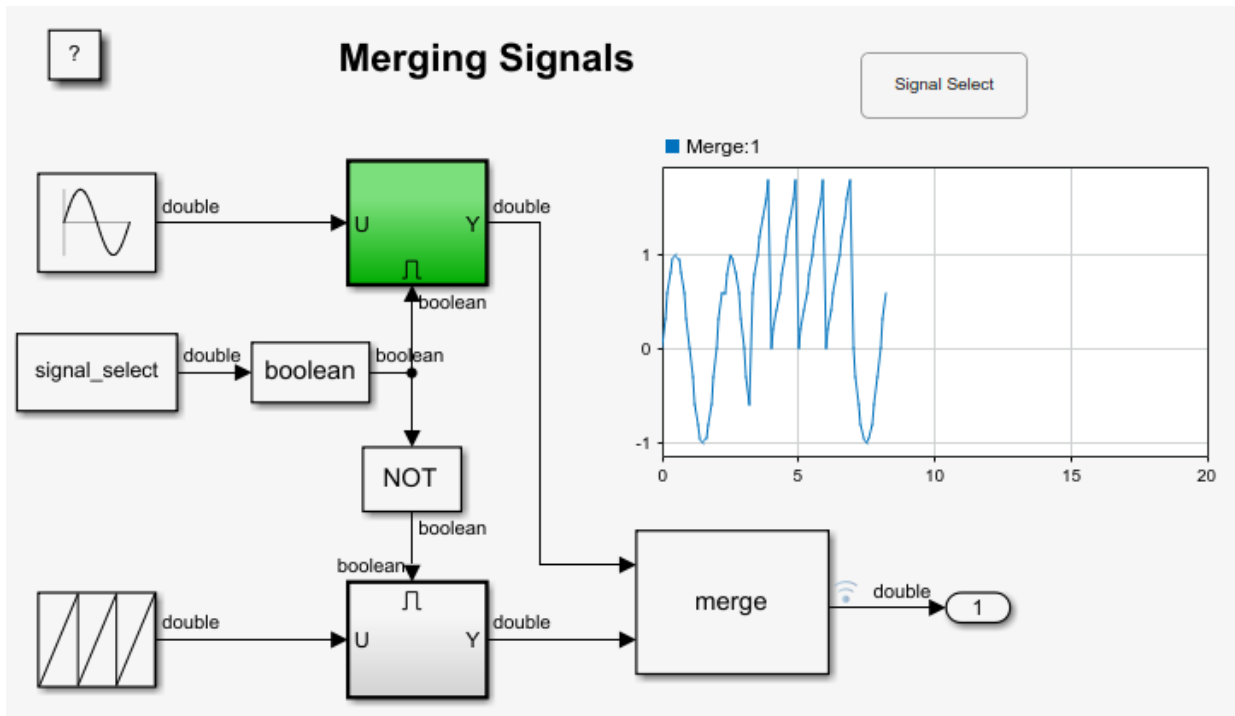 ?
Merging Signals
Signal Select
Merge:1
double
U
Y
double
boolean
signal_select
double
boolean
boolean
NOT
boolean
boolean
double
U
Y
double
merge
double
1
1
0
-1
0
5
10
15
20